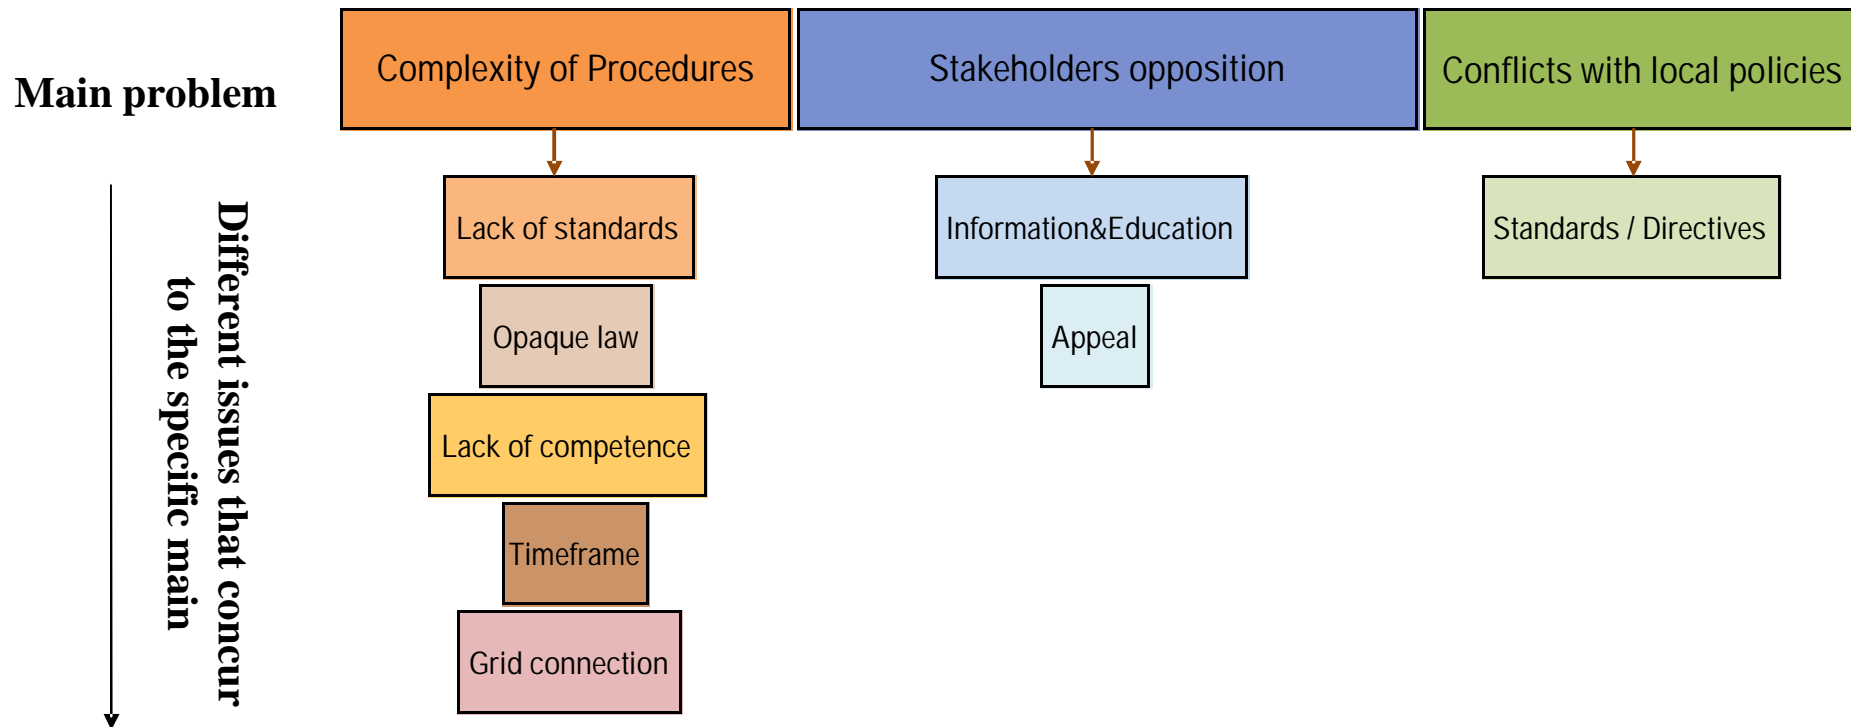 Main problem
Complexity of Procedures
Stakeholders opposition
Conflicts with local policies
Different issues that concur
to the specific main
Lack of standards
Opaque law
Lack of competence
Timeframe
Grid connection
Information&Education
Appeal
Standards / Directives